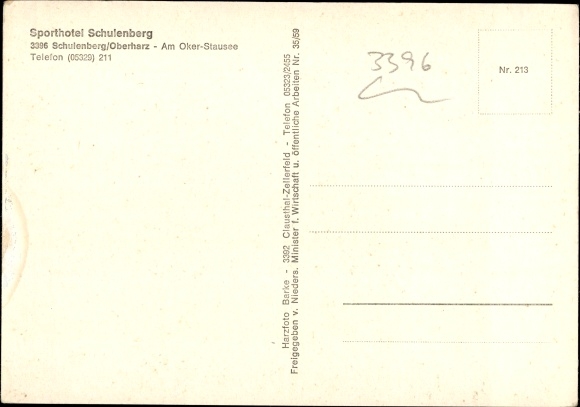 Sporthotel Schulenberg
3396 Schulenberg/Oberharz - Am Oker-Stausee
Telefon (05329) 211
Harzfoto Barke - 3392 Clausthal-Zellerfeld - Telefon 05323/2455
Freigegeben v. Nieders. Minister f. Wirtschaft u. öffentliche Arbeiten Nr. 35/59
3396
Nr. 213